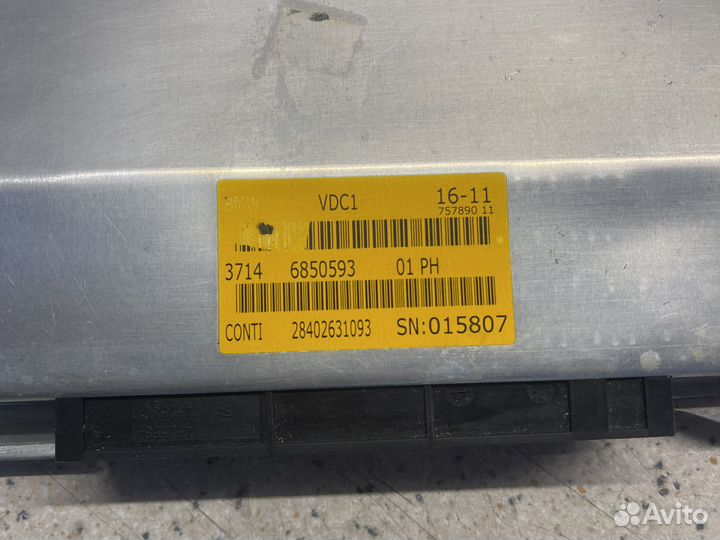 BMW VDC1 16-11
757890 11
3714 6850593 01 PH
CONTI 28402631093 SN:015807
Avito